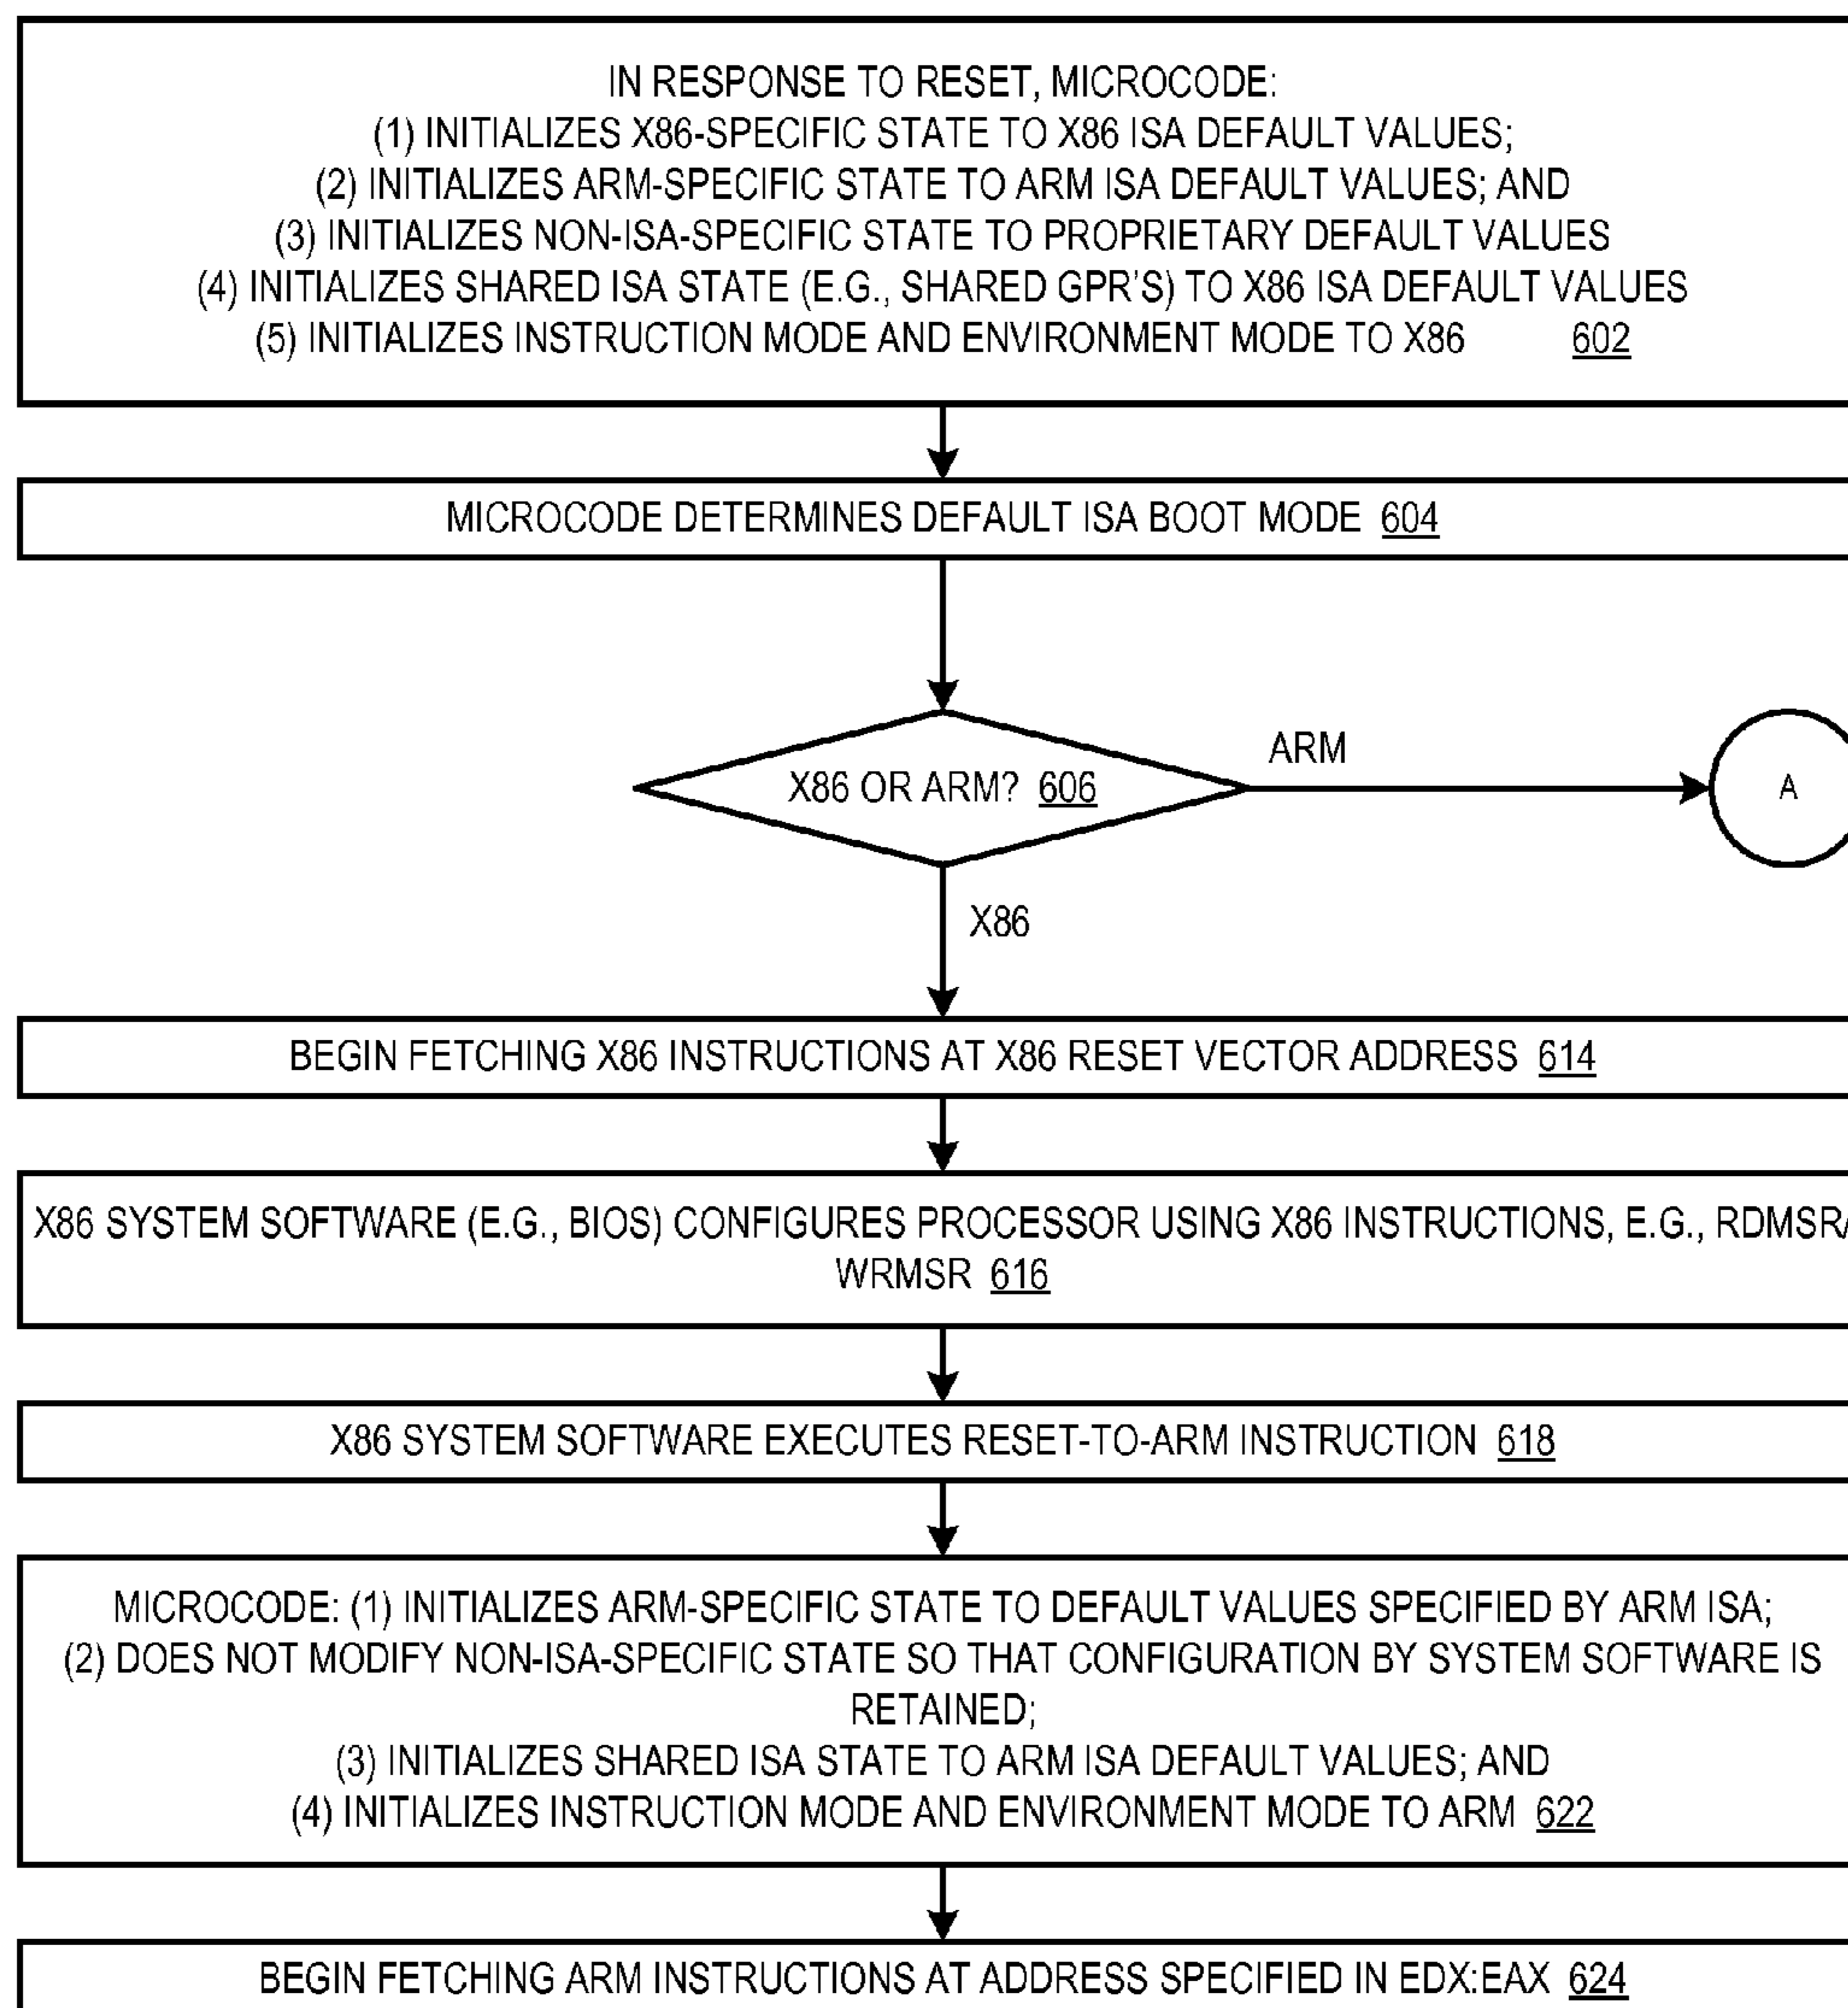 IN RESPONSE TO RESET, MICROCODE:
(1) INITIALIZES X86-SPECIFIC STATE TO X86 ISA DEFAULT VALUES;
(2) INITIALIZES ARM-SPECIFIC STATE TO ARM ISA DEFAULT VALUES; AND
(3) INITIALIZES NON-ISA-SPECIFIC STATE TO PROPRIETARY DEFAULT VALUES
(4) INITIALIZES SHARED ISA STATE (E.G., SHARED GPR'S) TO X86 ISA DEFAULT VALUES
(5) INITIALIZES INSTRUCTION MODE AND ENVIRONMENT MODE TO X86 602
MICROCODE DETERMINES DEFAULT ISA BOOT MODE 604
ARM
X86 OR ARM? 606
A
X86
BEGIN FETCHING X86 INSTRUCTIONS AT X86 RESET VECTOR ADDRESS 614
X86 SYSTEM SOFTWARE (E.G., BIOS) CONFIGURES PROCESSOR USING X86 INSTRUCTIONS, E.G., RDMSR/
WRMSR 616
X86 SYSTEM SOFTWARE EXECUTES RESET-TO-ARM INSTRUCTION 618
MICROCODE: (1) INITIALIZES ARM-SPECIFIC STATE TO DEFAULT VALUES SPECIFIED BY ARM ISA;
(2) DOES NOT MODIFY NON-ISA-SPECIFIC STATE SO THAT CONFIGURATION BY SYSTEM SOFTWARE IS
RETAINED;
(3) INITIALIZES SHARED ISA STATE TO ARM ISA DEFAULT VALUES; AND
(4) INITIALIZES INSTRUCTION MODE AND ENVIRONMENT MODE TO ARM 622
BEGIN FETCHING ARM INSTRUCTIONS AT ADDRESS SPECIFIED IN EDX:EAX 624